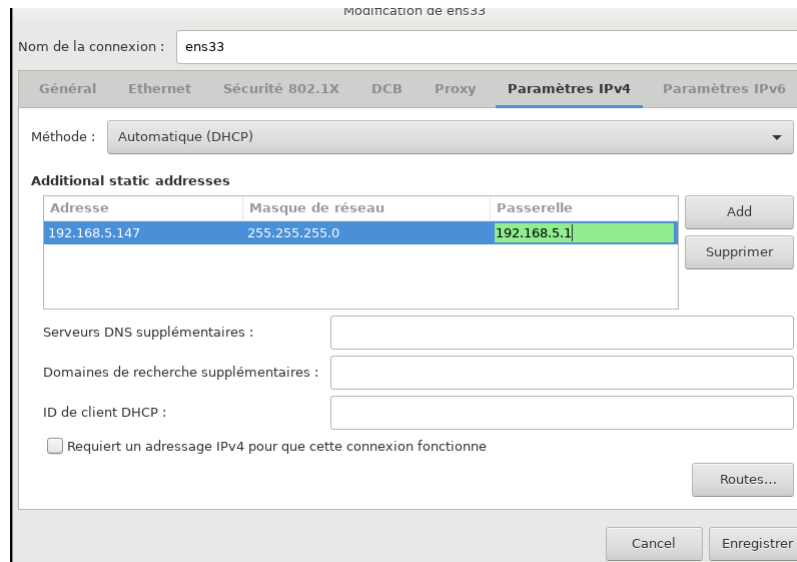 Modification de ens33
Nom de la connexion : ens33
Général Ethernet Sécurité 802.1X DCB Proxy Paramètres IPv4 Paramètres IPv6
Méthode : Automatique (DHCP)
Additional static addresses
Adresse Masque de réseau Passerelle
192.168.5.147 255.255.255.0 192.168.5.1
Add
Supprimer
Serveurs DNS supplémentaires :
Domaines de recherche supplémentaires :
ID de client DHCP :
Requiert un adressage IPv4 pour que cette connexion fonctionne
Routes...
Cancel Enregistrer